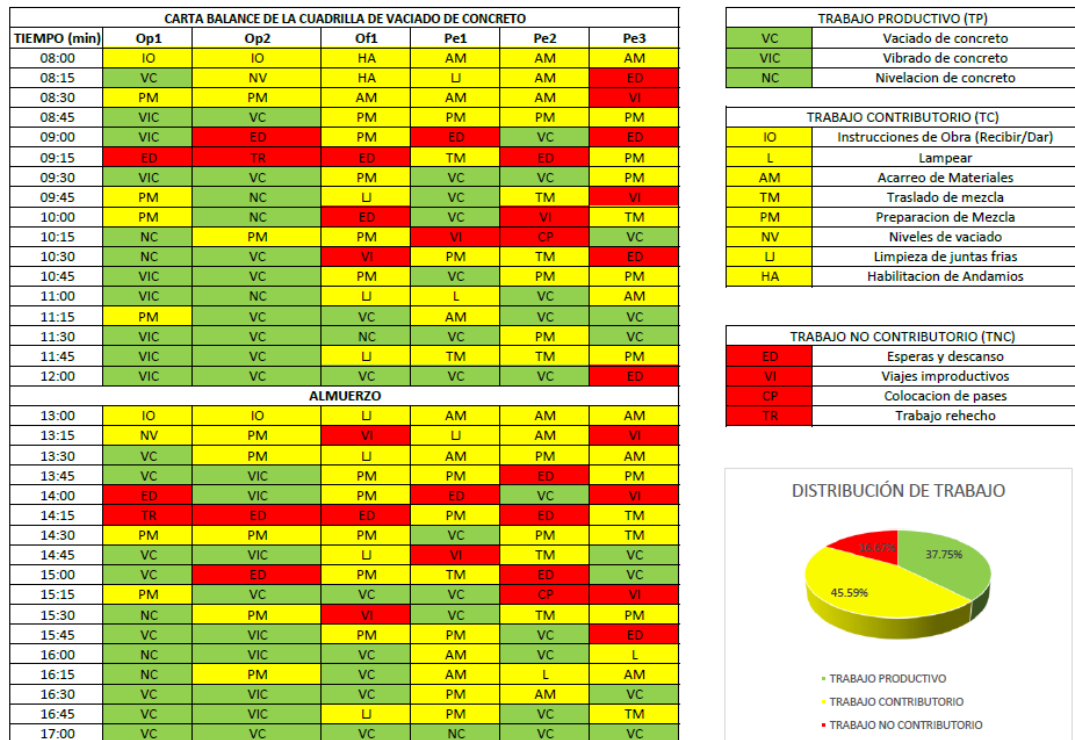 CARTA BALANCE DE LA CUADRILLA DE VACIADO DE CONCRETO
TIEMPO (min) Op1 Op2 Of1 Pe1 Pe2 Pe3
08:00 IO IO HA AM AM AM
08:15 VC NV HA LJ AM ED
08:30 PM PM AM AM AM VI
08:45 VIC VC PM PM PM PM
09:00 VIC ED PM ED VC ED
09:15 ED TR ED TM ED PM
09:30 VIC VC PM VC VC PM
09:45 PM NC LJ VC TM VI
10:00 PM NC ED VC VI TM
10:15 NC PM PM VI CP VC
10:30 NC VC VI PM TM ED
10:45 VIC VC PM VC PM PM
11:00 VIC NC LJ L VC AM
11:15 PM VC VC AM VC VC
11:30 VIC VC NC VC PM VC
11:45 VIC VC LJ TM TM PM
12:00 VIC VC VC VC VC ED
ALMUERZO
13:00 IO IO LJ AM AM AM
13:15 NV PM VI LJ AM VI
13:30 VC PM LJ AM PM AM
13:45 VC VIC PM PM ED PM
14:00 ED VIC PM ED VC VI
14:15 TR ED ED PM ED TM
14:30 PM PM PM VC PM TM
14:45 VC VIC LJ VI TM VC
15:00 VC ED PM TM ED VC
15:15 PM VC VC VC CP VI
15:30 NC PM VI VC TM PM
15:45 VC VIC PM PM VC ED
16:00 NC VIC VC AM VC L
16:15 NC PM VC AM L AM
16:30 VC VIC VC PM AM VC
16:45 VC VIC LJ PM VC TM
17:00 VC VC VC NC VC VC
TRABAJO PRODUCTIVO (TP)
VC Vaciado de concreto
VIC Vibrado de concreto
NC Nivelacion de concreto
TRABAJO CONTRIBUTORIO (TC)
IO Instrucciones de Obra (Recibir/Dar)
L Lampear
AM Acarreo de Materiales
TM Traslado de mezcla
PM Preparacion de Mezcla
NV Niveles de vaciado
LJ Limpieza de juntas frias
HA Habilitacion de Andamios
TRABAJO NO CONTRIBUTORIO (TNC)
ED Esperas y descanso
VI Viajes improductivos
CP Colocacion de pases
TR Trabajo rehecho
DISTRIBUCIÓN DE TRABAJO
16.67%
37.75%
45.59%
TRABAJO PRODUCTIVO
TRABAJO CONTRIBUTORIO
TRABAJO NO CONTRIBUTORIO